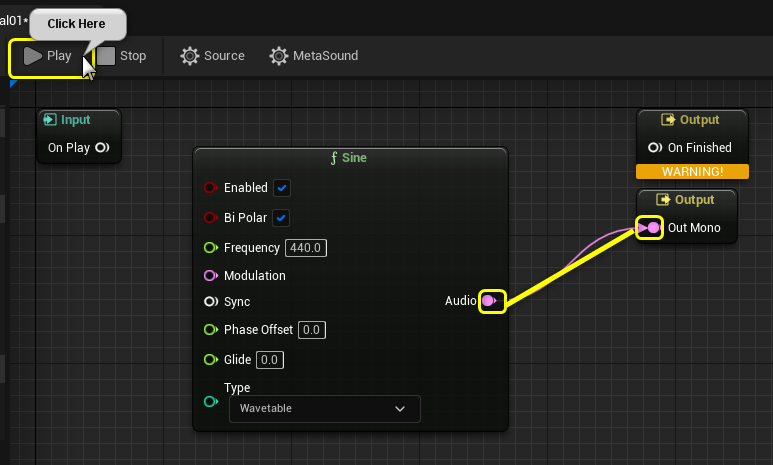 al01*
Click Here
Play
Stop
Source
MetaSound
Input
On Play
Output
On Finished
WARNING!
Output
Out Mono
ƒ Sine
Enabled
Bi Polar
Frequency 440.0
Modulation
Sync
Audio
Phase Offset 0.0
Glide 0.0
Type
Wavetable